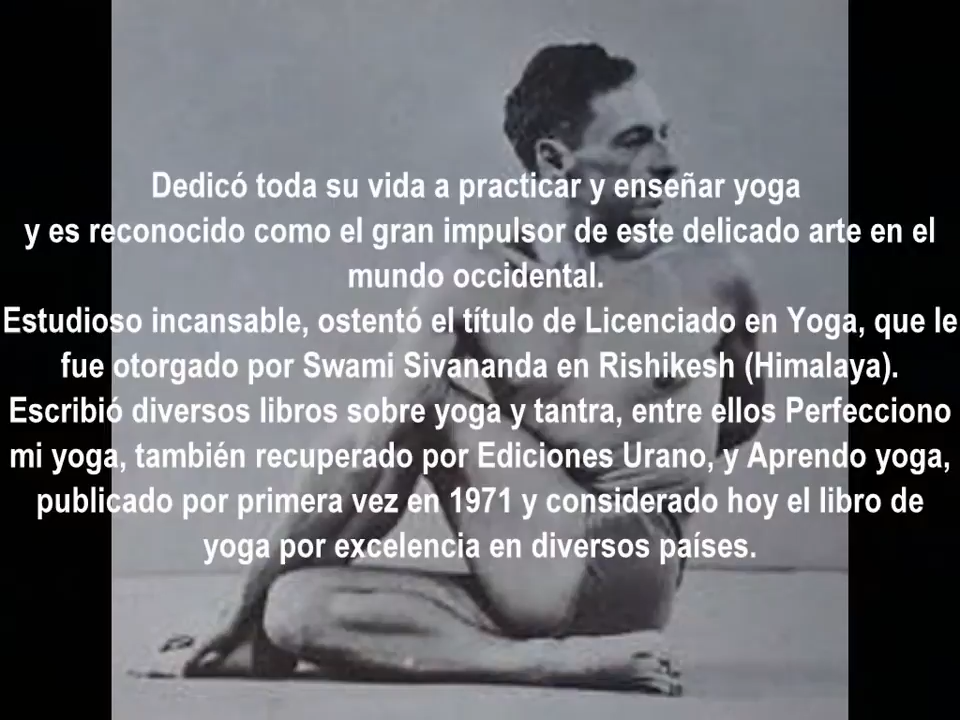 Dedicó toda su vida a practicar y enseñar yoga
y es reconocido como el gran impulsor de este delicado arte en el
mundo occidental.
Estudioso incansable, ostentó el título de Licenciado en Yoga, que le
fue otorgado por Swami Sivananda en Rishikesh (Himalaya).
Escribió diversos libros sobre yoga y tantra, entre ellos Perfecciono
mi yoga, también recuperado por Ediciones Urano, y Aprendo yoga,
publicado por primera vez en 1971 y considerado hoy el libro de
yoga por excelencia en diversos países.